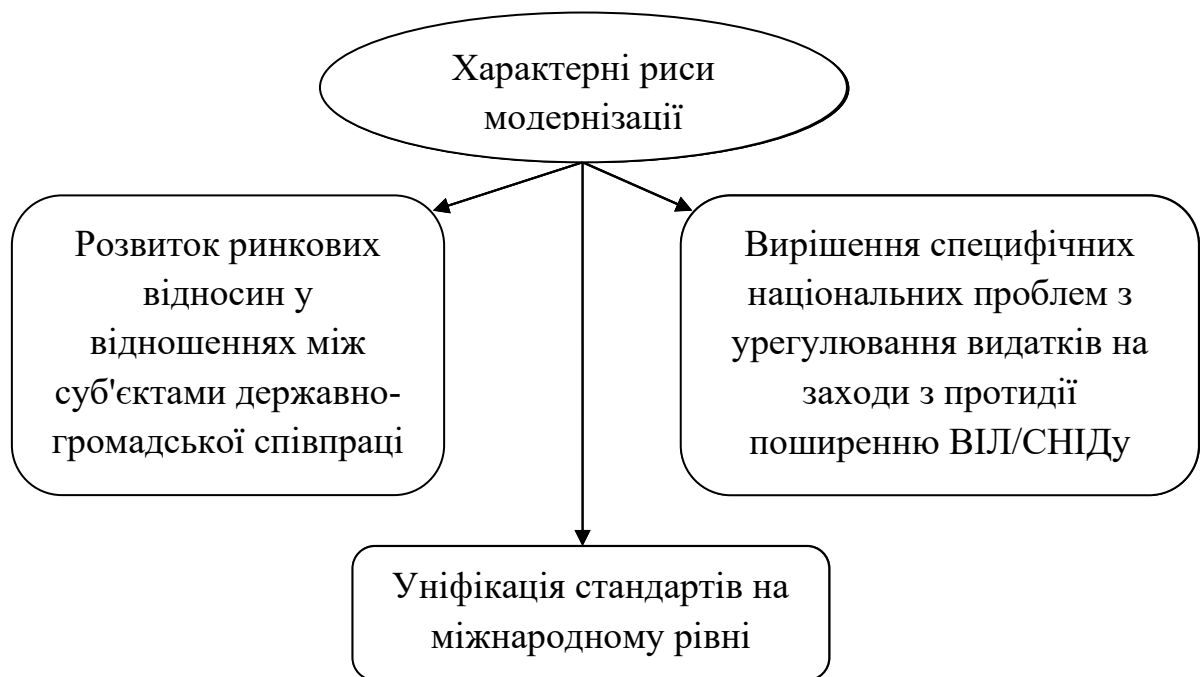 Характерні риси
модернізації
Розвиток ринкових
відносин у
відношеннях між
суб'єктами державно-
громадської співпраці
Вирішення специфічних
національних проблем з
урегулювання видатків на
заходи з протидії
поширенню ВІЛ/СНІДу
Уніфікація стандартів на
міжнародному рівні